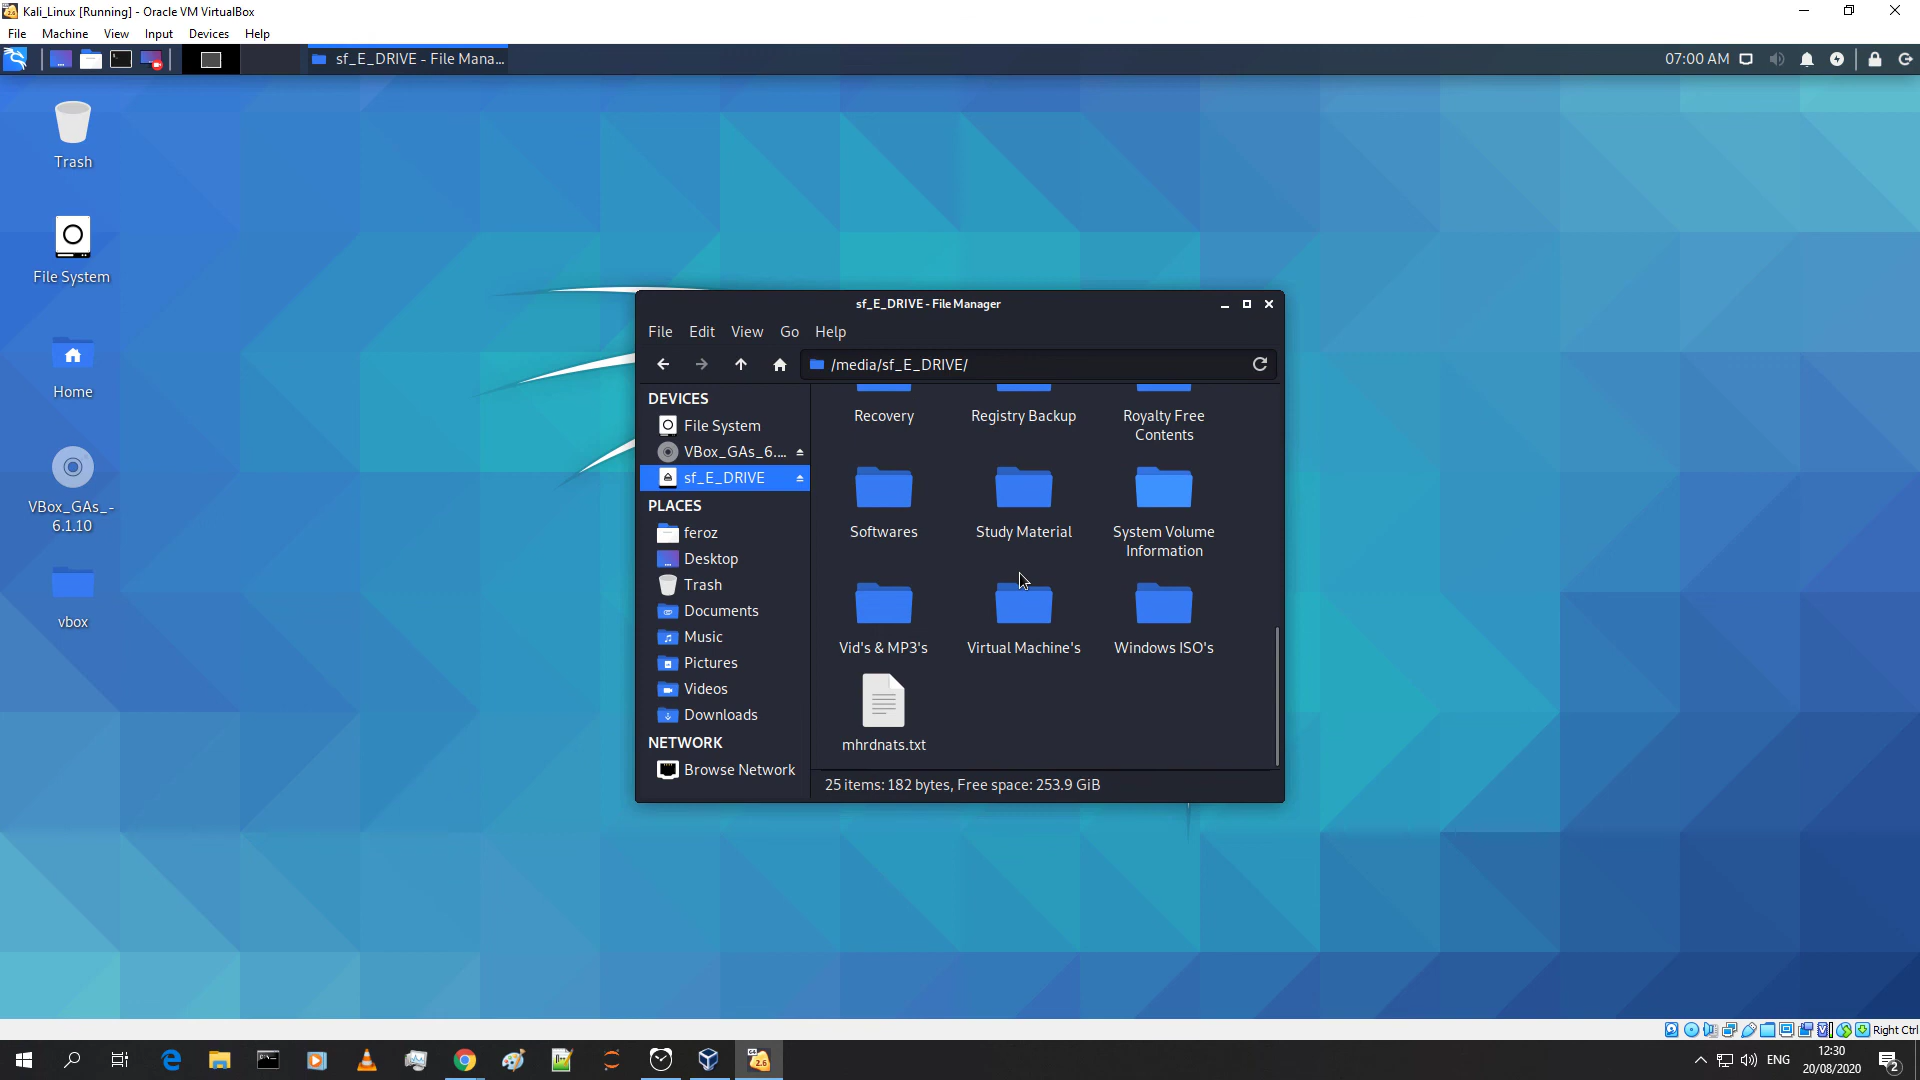 Kali_Linux [Running] - Oracle VM VirtualBox
File Machine View Input Devices Help
sf_E_DRIVE - File Mana...
07:00 AM
Trash
File System
Home
VBox_GAs_-
6.1.10
vbox
sf_E_DRIVE - File Manager
File Edit View Go Help
/media/sf_E_DRIVE/
DEVICES
File System
VBox_GAs_6....
sf_E_DRIVE
PLACES
feroz
Desktop
Trash
Documents
Music
Pictures
Videos
Downloads
NETWORK
Browse Network
Recovery
Registry Backup
Royalty Free
Contents
Softwares
Study Material
System Volume
Information
Vid's & MP3's
Virtual Machine's
Windows ISO's
mhrdnats.txt
25 items: 182 bytes, Free space: 253.9 GiB
Right Ctrl
64
2.6
ENG
12:30
20/08/2020
2